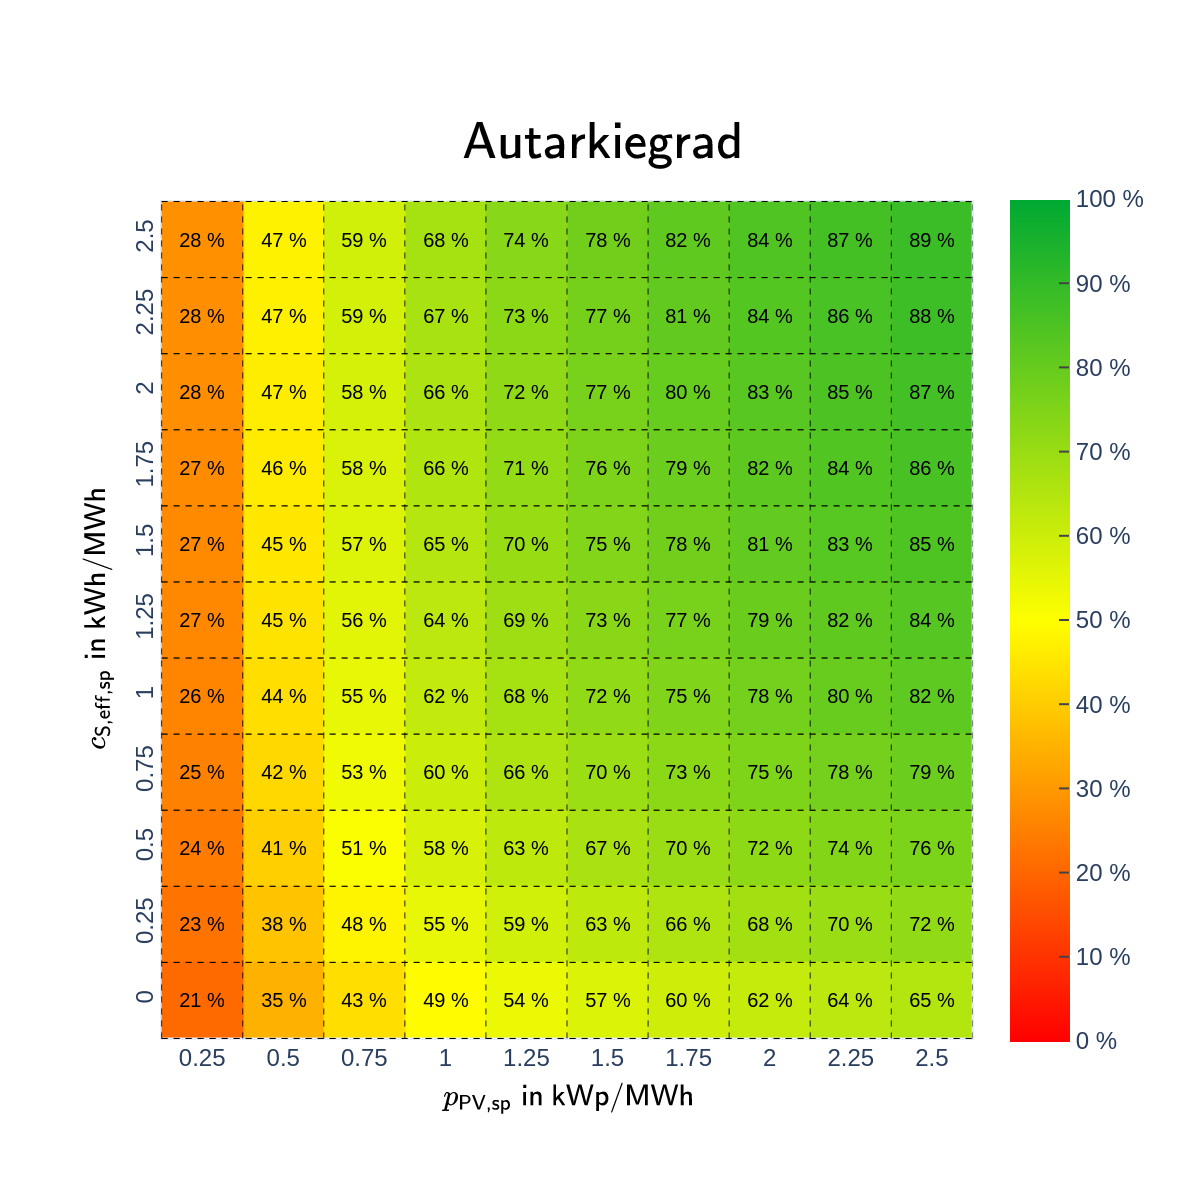 Autarkiegrad
2.5 28 % 47 % 59 % 68 % 74 % 78 % 82 % 84 % 87 % 89 %
2.25 28 % 47 % 59 % 67 % 73 % 77 % 81 % 84 % 86 % 88 %
2 28 % 47 % 58 % 66 % 72 % 77 % 80 % 83 % 85 % 87 %
1.75 27 % 46 % 58 % 66 % 71 % 76 % 79 % 82 % 84 % 86 %
1.5 27 % 45 % 57 % 65 % 70 % 75 % 78 % 81 % 83 % 85 %
1.25 27 % 45 % 56 % 64 % 69 % 73 % 77 % 79 % 82 % 84 %
1 26 % 44 % 55 % 62 % 68 % 72 % 75 % 78 % 80 % 82 %
0.75 25 % 42 % 53 % 60 % 66 % 70 % 73 % 75 % 78 % 79 %
0.5 24 % 41 % 51 % 58 % 63 % 67 % 70 % 72 % 74 % 76 %
0.25 23 % 38 % 48 % 55 % 59 % 63 % 66 % 68 % 70 % 72 %
0 21 % 35 % 43 % 49 % 54 % 57 % 60 % 62 % 64 % 65 %
0.25 0.5 0.75 1 1.25 1.5 1.75 2 2.25 2.5
pPV,sp in kWp/MWh
cS,eff,sp in kWh/MWh
100 %
90 %
80 %
70 %
60 %
50 %
40 %
30 %
20 %
10 %
0 %